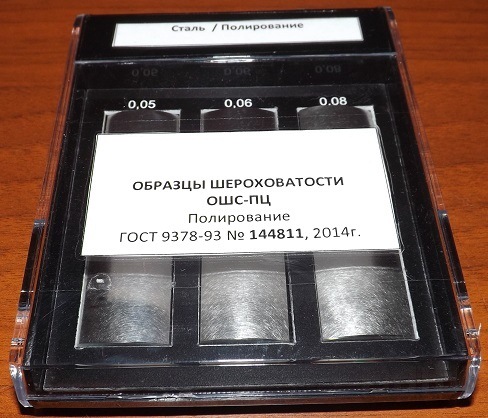 Сталь / Полирование
0,05 0,06 0.08
ОБРАЗЦЫ ШЕРОХОВАТОСТИ
ОШС-ПЦ
Полирование
ГОСТ 9378-93 № 144811, 2014г.